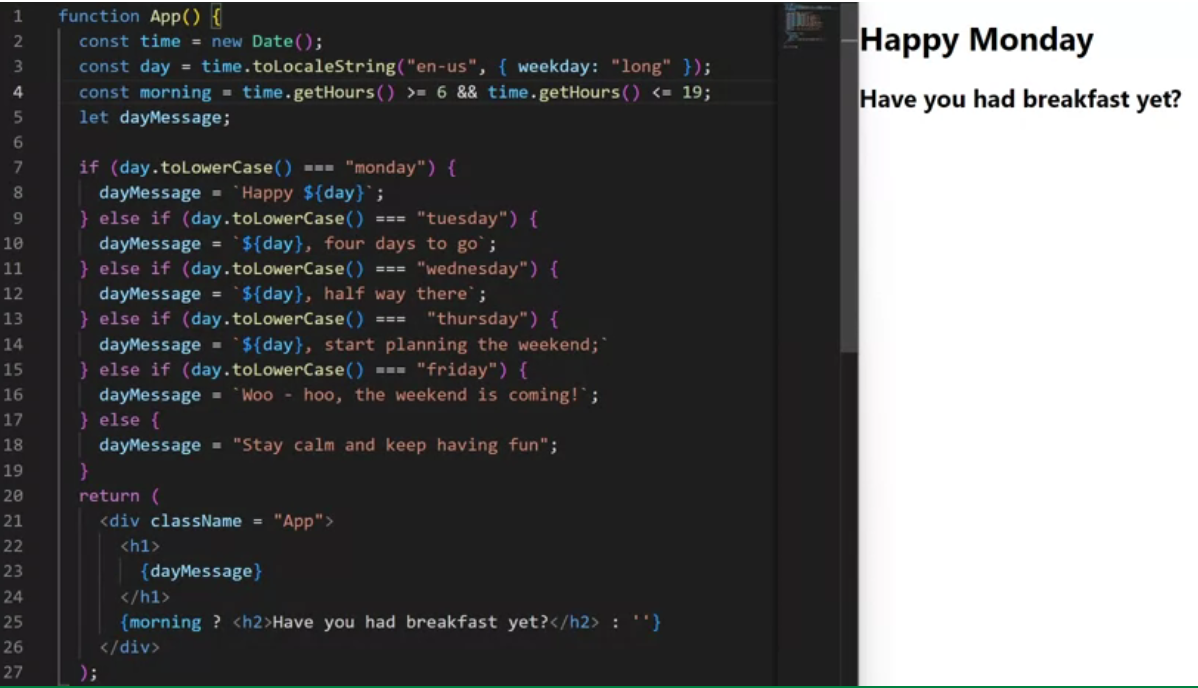 1 function App() {
2 const time = new Date();
3 const day = time.toLocaleString("en-us", { weekday: "long" });
4 const morning = time.getHours() >= 6 && time.getHours() <= 19;
5 let dayMessage;
6
7 if (day.toLowerCase() === "monday") {
8 dayMessage = `Happy ${day}`;
9 } else if (day.toLowerCase() === "tuesday") {
10 dayMessage = `${day}, four days to go`;
11 } else if (day.toLowerCase() === "wednesday") {
12 dayMessage = `${day}, half way there`;
13 } else if (day.toLowerCase() ===  "thursday") {
14 dayMessage = `${day}, start planning the weekend;`
15 } else if (day.toLowerCase() === "friday") {
16 dayMessage = `Woo - hoo, the weekend is coming!`;
17 } else {
18 dayMessage = "Stay calm and keep having fun";
19 }
20 return (
21 <div className = "App">
22 <h1>
23 {dayMessage}
24 </h1>
25 {morning ? <h2>Have you had breakfast yet?</h2> : ''}
26 </div>
27 );
Happy Monday
Have you had breakfast yet?